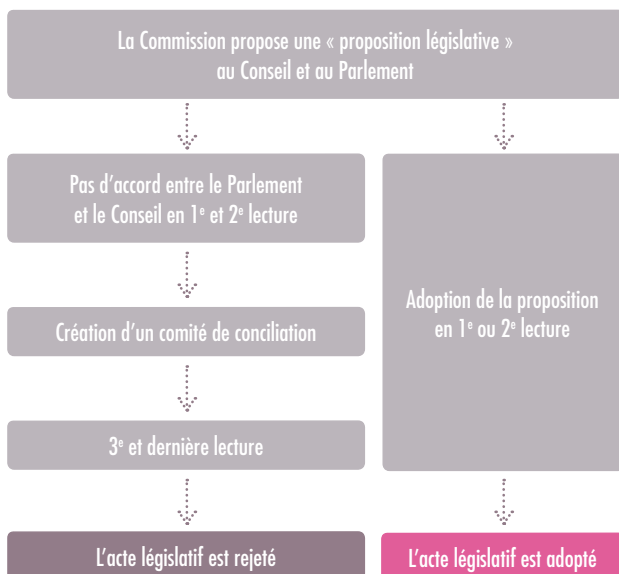 La Commission propose une « proposition législative »
au Conseil et au Parlement
Pas d’accord entre le Parlement
et le Conseil en 1e et 2e lecture
Création d’un comité de conciliation
3e et dernière lecture
L’acte législatif est rejeté
Adoption de la proposition
en 1e ou 2e lecture
L’acte législatif est adopté